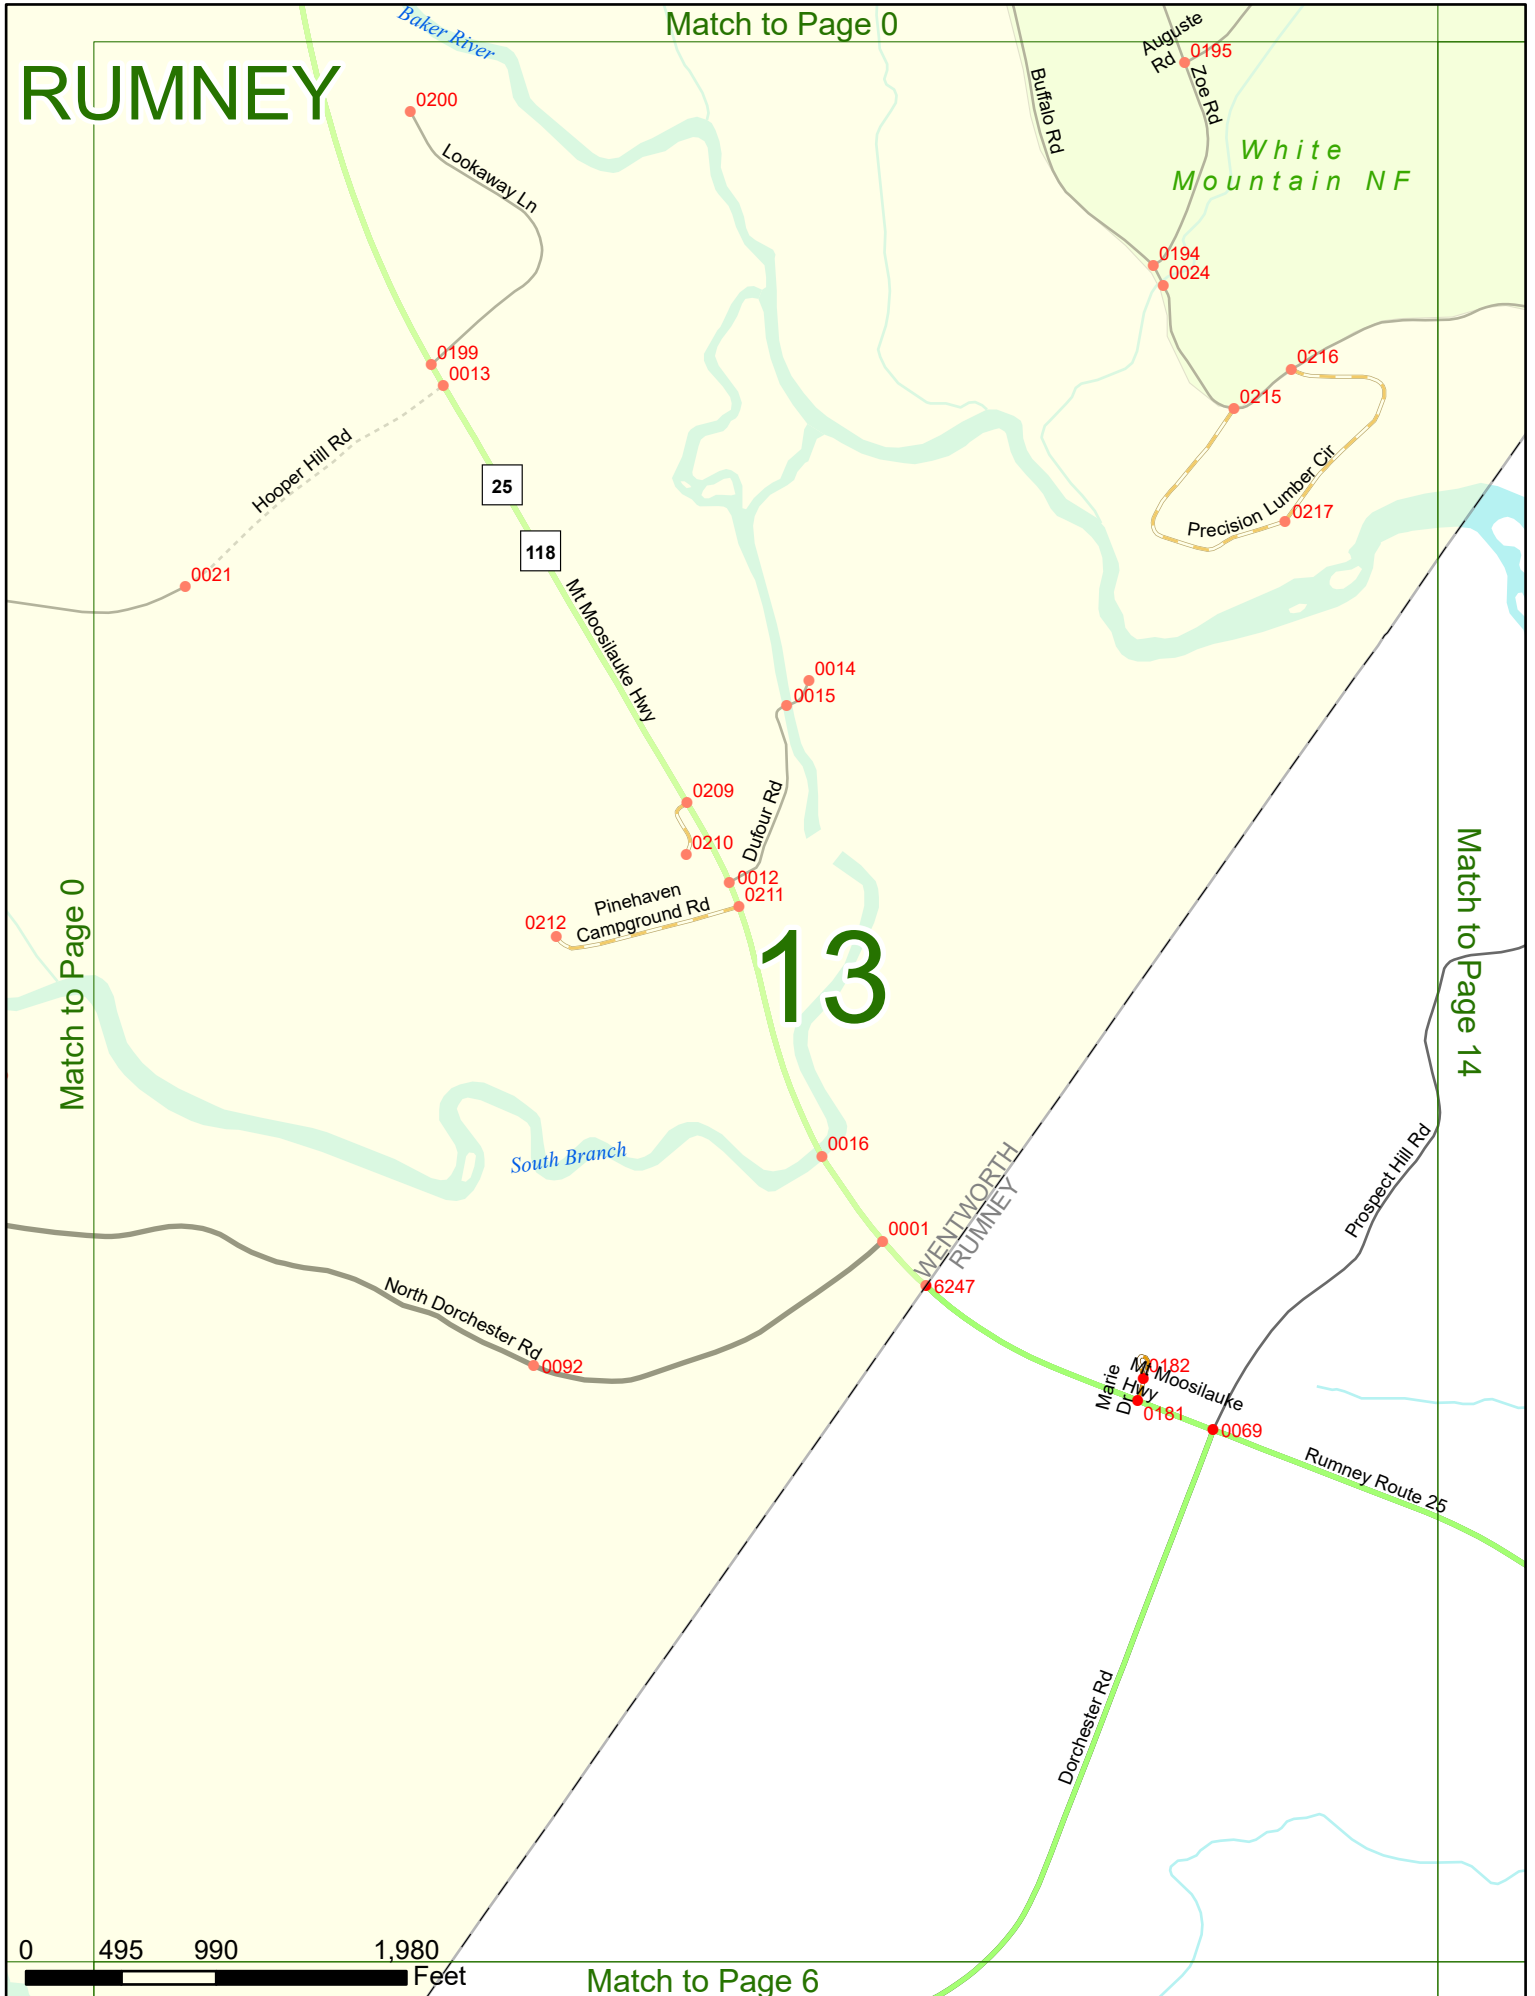 Match to Page 0
RUMNEY
Baker River
Auguste
Rd
0195
Zoe Rd
Buffalo Rd
0200
Lookaway Ln
White
Mountain NF
0194
0024
0199
0013
0216
0215
Hooper Hill Rd
25
Precision Lumber Cir
0217
118
0021
Mt Moosilauke Hwy
0014
0015
0209
Dufour Rd
0210
0012
0211
Pinehaven
Campground Rd
0212
13
Match to Page 0
Match to Page 14
0016
South Branch
WENTWORTH
RUMNEY
Prospect Hill Rd
0001
6247
North Dorchester Rd
0092
0182
Mt Moosilauke
Hwy
Marie
Dr
0181
0069
Rumney Route 25
Dorchester Rd
0 495 990 1,980
Feet
Match to Page 6